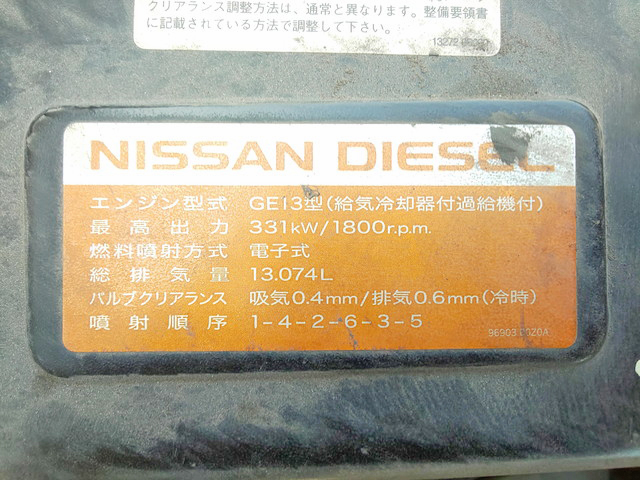 クリアランス調整方法は、通常と異なります。整備要領書
に記載されている方法で調整して下さい。
NISSAN DIESEL
エンジン型式 GE13型(給気冷却器付過給機付)
最高出力 331kW/1800r.p.m.
燃料噴射方式 電子式
総排気量 13.074L
バルブクリアランス 吸気0.4mm/排気0.6mm(冷時)
噴射順序 1-4-2-6-3-5
96903 00Z0A